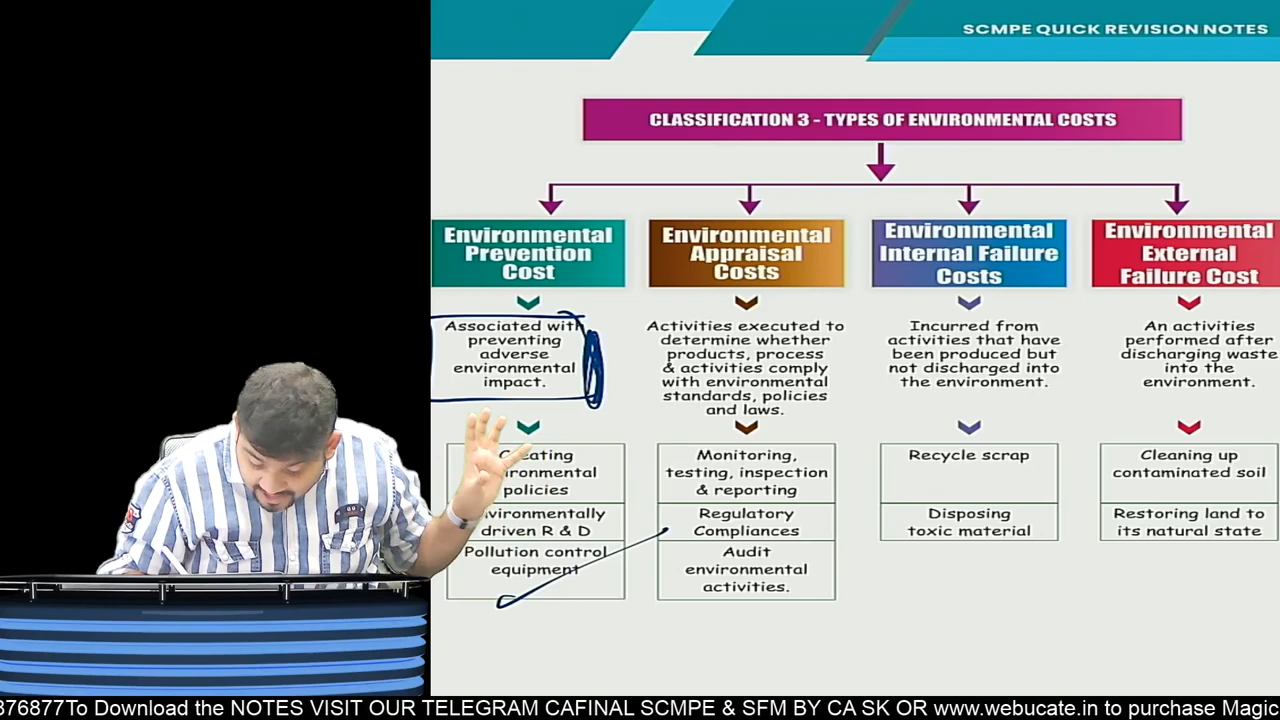 SCMPE QUICK REVISION NOTES
CLASSIFICATION 3 - TYPES OF ENVIRONMENTAL COSTS
Environmental
Prevention
Cost
Associated with
preventing
adverse
environmental
impact.
policies
driven R & D
Pollution control
equipment
Environmental
Appraisal
Costs
Activities executed to
determine whether
products, process
& activities comply
with environmental
standards, policies
and laws.
Monitoring,
testing, inspection
& reporting
Regulatory
Compliances
Audit
environmental
activities.
Environmental
Internal Failure
Costs
Incurred from
activities that have
been produced but
not discharged into
the environment.
Recycle scrap
Disposing
toxic material
Environmental
External
Failure Cost
An activities
performed after
discharging waste
into the
environment.
Cleaning up
contaminated soil
Restoring land to
its natural state
376877To Download the NOTES VISIT OUR TELEGRAM CAFINAL SCMPE & SFM BY CA SK OR www.webucate.in to purchase Magic